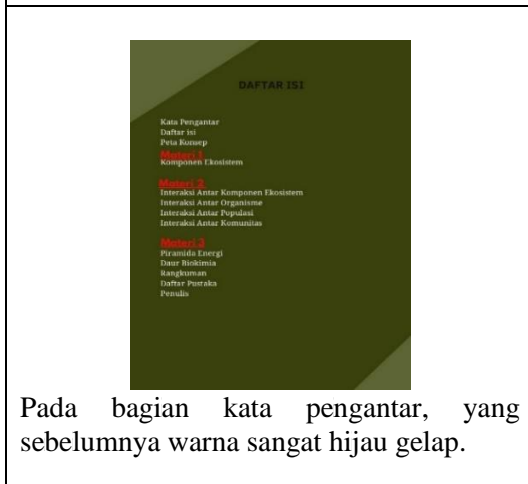 DAFTAR ISI
Kata Pengantar
Daftar isi
Peta Konsep
Materi 1
Komponen Ekosistem
Materi 2
Interaksi Antar Komponen Ekosistem
Interaksi Antar Organisme
Interaksi Antar Populasi
Interaksi Antar Komunitas
Materi 3
Piramida Energi
Daur Biokimia
Rangkuman
Daftar Pustaka
Penulis
Pada bagian kata pengantar, yang
sebelumnya warna sangat hijau gelap.